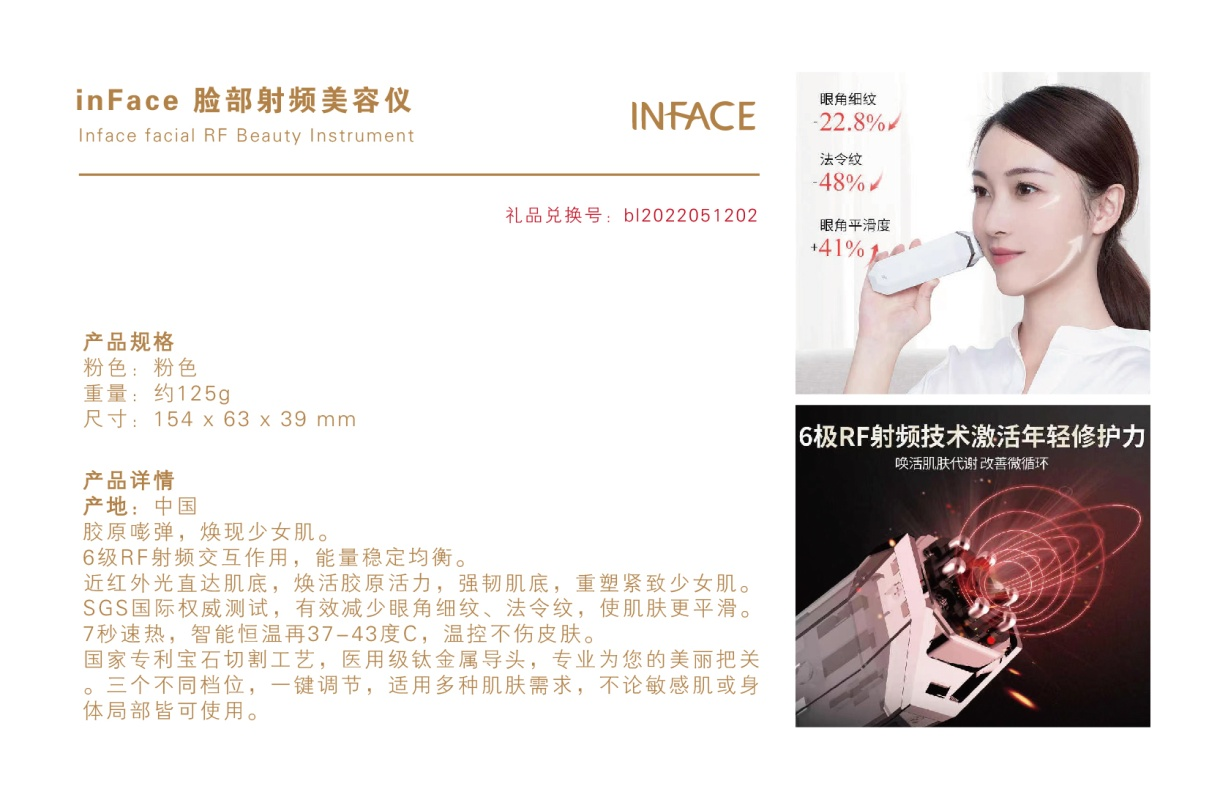 inFace 脸部射频美容仪
Inface facial RF Beauty Instrument
INFACE
礼品兑换号：bl2022051202
产品规格
粉色：粉色
重量：约125g
尺寸：154 x 63 x 39 mm
产品详情
产地：中国
胶原嘭弹，焕现少女肌。
6级RF射频交互作用，能量稳定均衡。
近红外光直达肌底，焕活胶原活力，强韧肌底，重塑紧致少女肌。
SGS国际权威测试，有效减少眼角细纹、法令纹，使肌肤更平滑。
7秒速热，智能恒温再37–43度C，温控不伤皮肤。
国家专利宝石切割工艺，医用级钛金属导头，专业为您的美丽把关
。三个不同档位，一键调节，适用多种肌肤需求，不论敏感肌或身
体局部皆可使用。
眼角细纹
-22.8%
法令纹
-48%
眼角平滑度
+41%
6极RF射频技术激活年轻修护力
唤活肌肤代谢 改善微循环